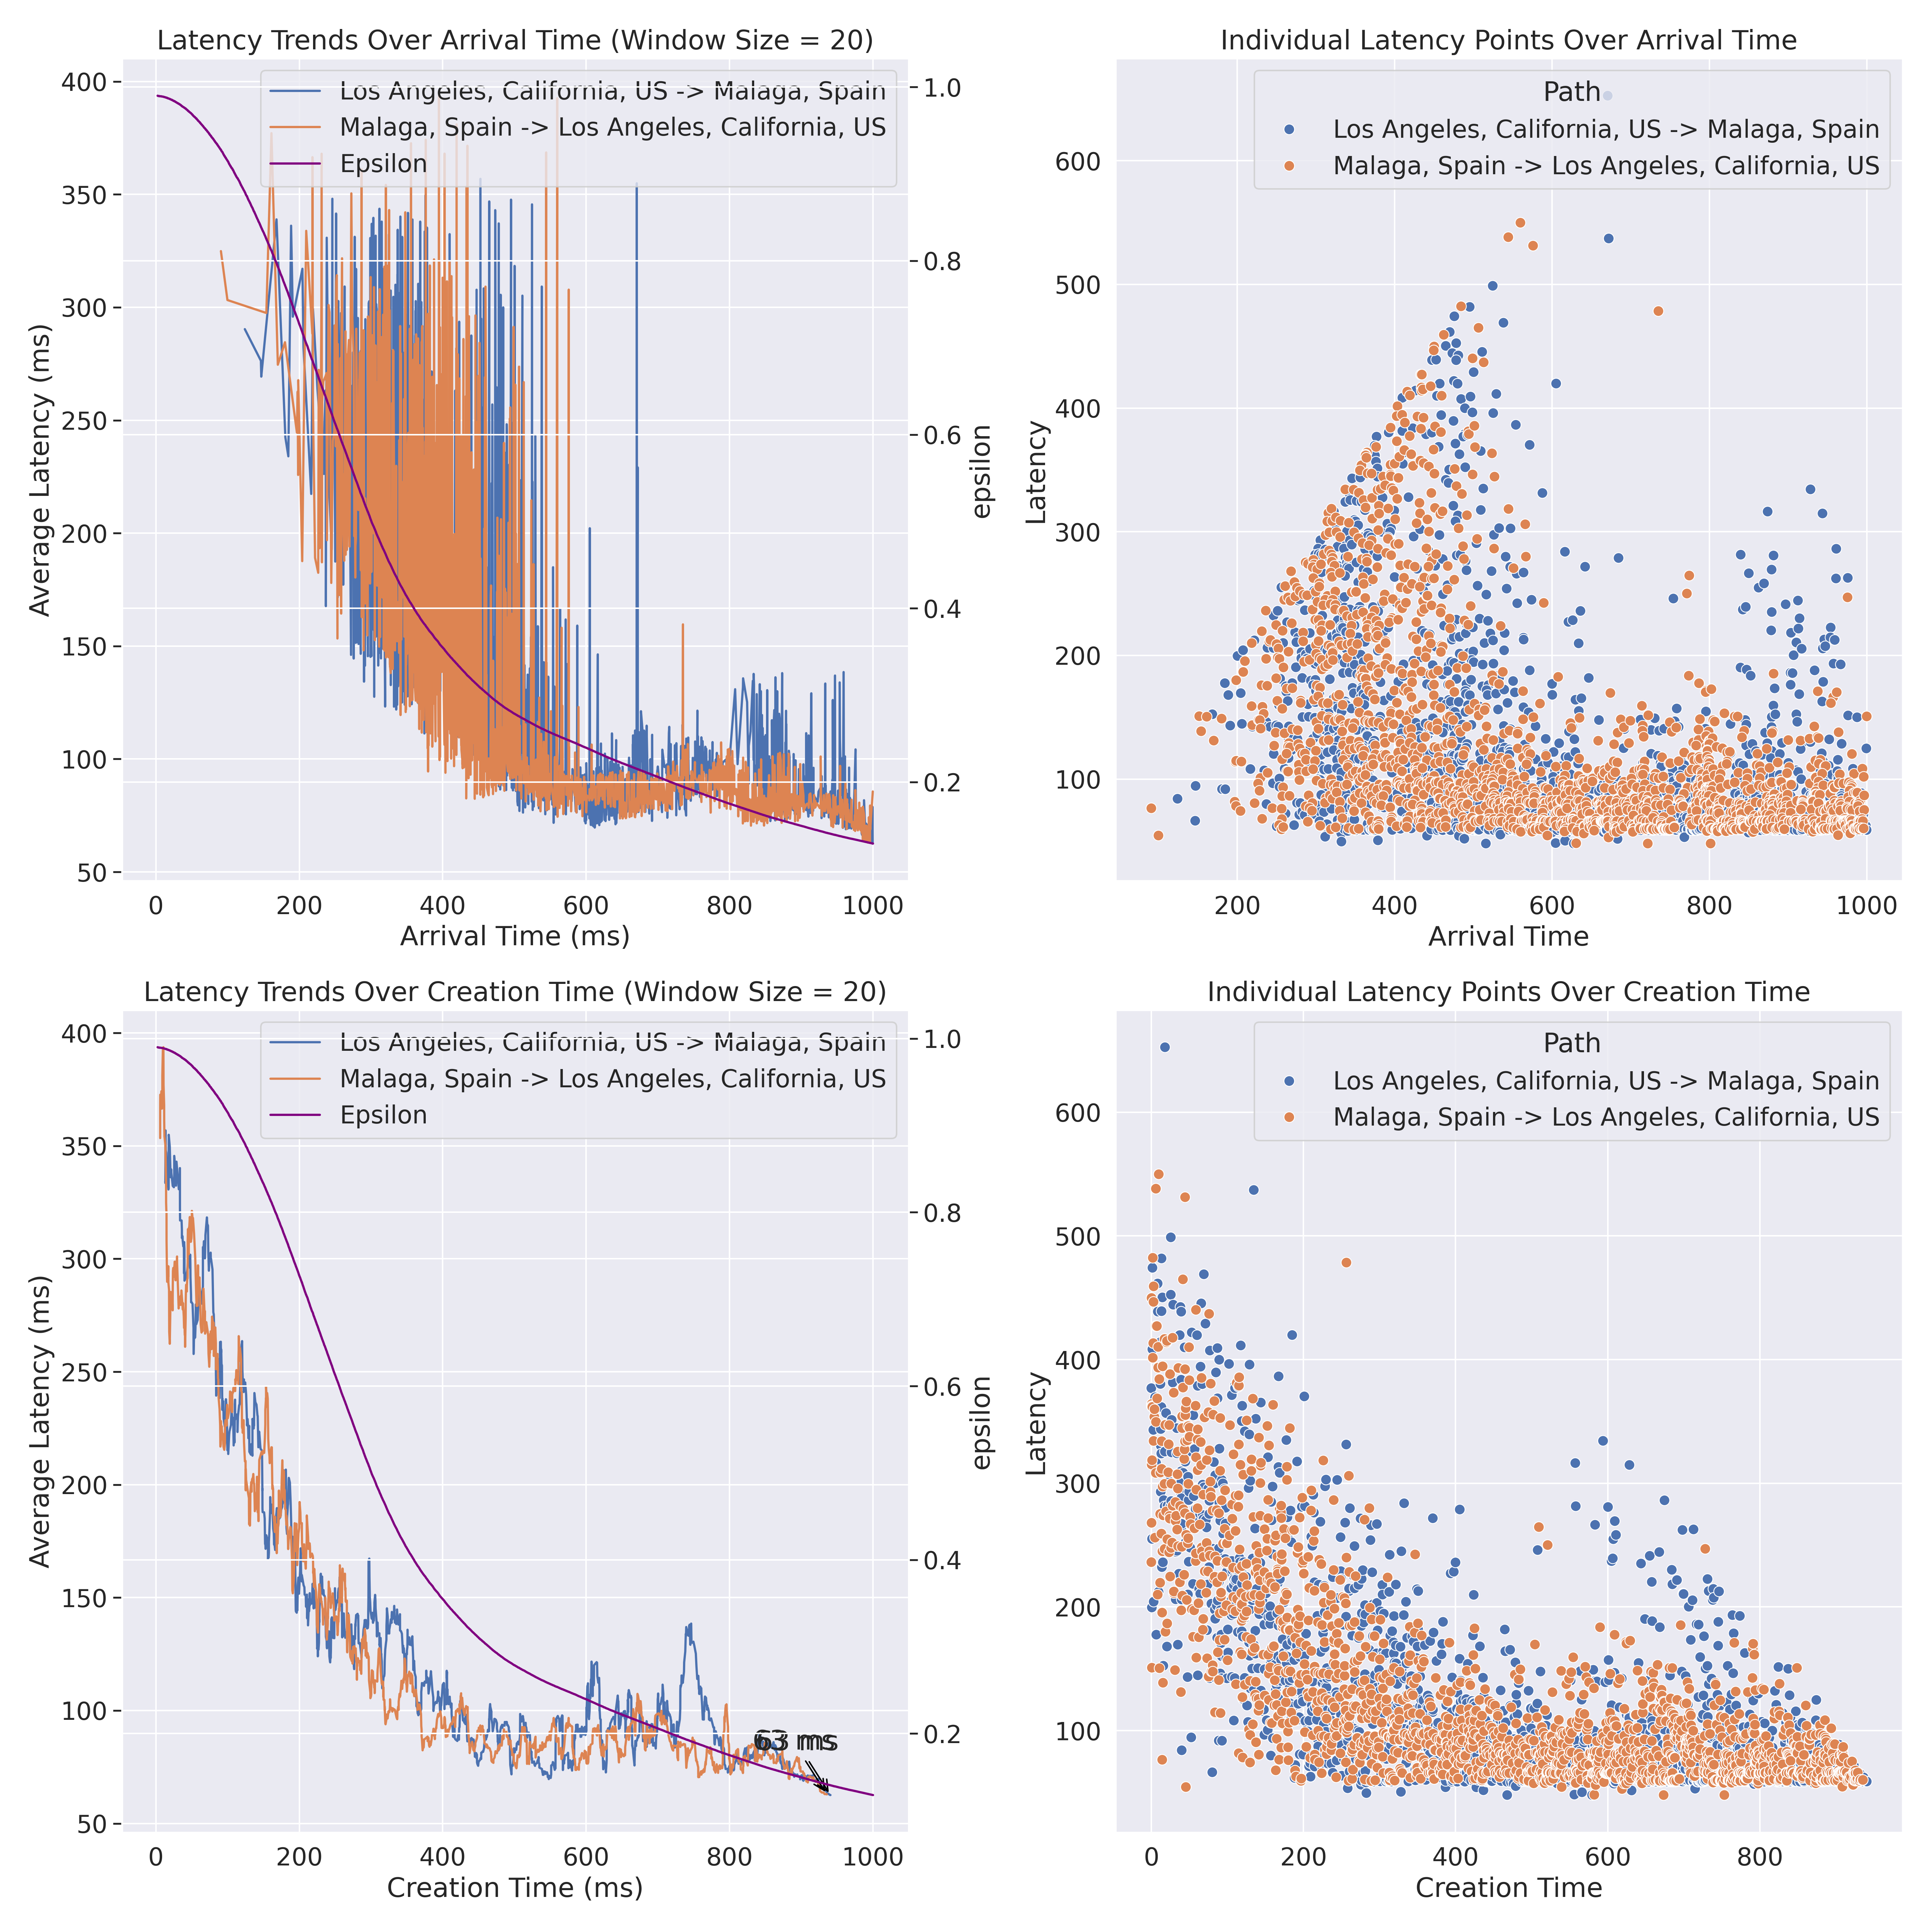 Latency Trends Over Arrival Time (Window Size = 20)
Los Angeles, California, US -> Malaga, Spain
Malaga, Spain -> Los Angeles, California, US
Epsilon
400
350
300
250
200
150
100
50
Average Latency (ms)
1.0
0.8
0.6
0.4
0.2
epsilon
0 200 400 600 800 1000
Arrival Time (ms)
Individual Latency Points Over Arrival Time
Path
Los Angeles, California, US -> Malaga, Spain
Malaga, Spain -> Los Angeles, California, US
600
500
400
300
200
100
Latency
200 400 600 800 1000
Arrival Time
Latency Trends Over Creation Time (Window Size = 20)
Los Angeles, California, US -> Malaga, Spain
Malaga, Spain -> Los Angeles, California, US
Epsilon
400
350
300
250
200
150
100
50
Average Latency (ms)
1.0
0.8
0.6
0.4
0.2
epsilon
63 ms
0 200 400 600 800 1000
Creation Time (ms)
Individual Latency Points Over Creation Time
Path
Los Angeles, California, US -> Malaga, Spain
Malaga, Spain -> Los Angeles, California, US
600
500
400
300
200
100
Latency
0 200 400 600 800
Creation Time